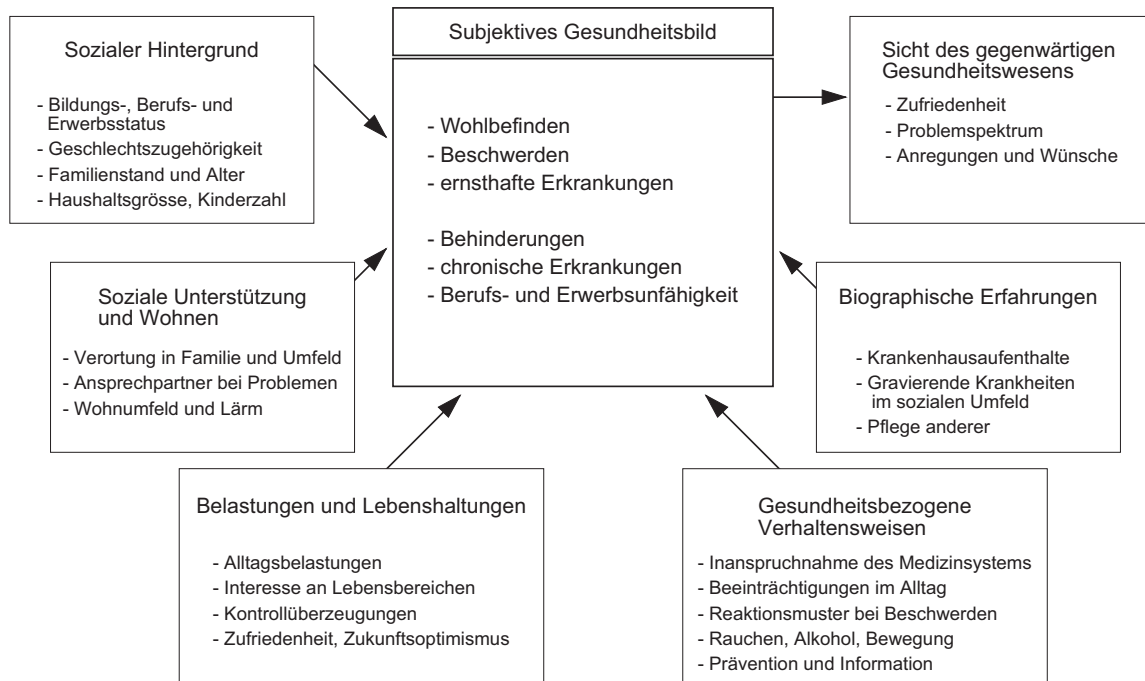 Subjektives Gesundheitsbild
- Wohlbefinden
- Beschwerden
- ernsthafte Erkrankungen
- Behinderungen
- chronische Erkrankungen
- Berufs- und Erwerbsunfähigkeit
Sozialer Hintergrund
- Bildungs-, Berufs- und
Erwerbsstatus
- Geschlechtszugehörigkeit
- Familienstand und Alter
- Haushaltsgrösse, Kinderzahl
Soziale Unterstützung
und Wohnen
- Verortung in Familie und Umfeld
- Ansprechpartner bei Problemen
- Wohnumfeld und Lärm
Belastungen und Lebenshaltungen
- Alltagsbelastungen
- Interesse an Lebensbereichen
- Kontrollüberzeugungen
- Zufriedenheit, Zukunftsoptimismus
Gesundheitsbezogene
Verhaltensweisen
- Inanspruchnahme des Medizinsystems
- Beeinträchtigungen im Alltag
- Reaktionsmuster bei Beschwerden
- Rauchen, Alkohol, Bewegung
- Prävention und Information
Biographische Erfahrungen
- Krankenhausaufenthalte
- Gravierende Krankheiten
im sozialen Umfeld
- Pflege anderer
Sicht des gegenwärtigen
Gesundheitswesens
- Zufriedenheit
- Problemspektrum
- Anregungen und Wünsche